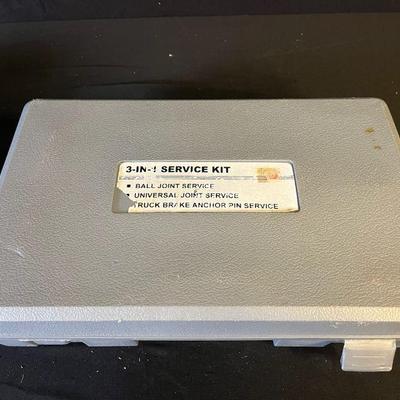 3-IN-1 SERVICE KIT
▪ BALL JOINT SERVICE
▪ UNIVERSAL JOINT SERVICE
TRUCK BRAKE ANCHOR PIN SERVICE